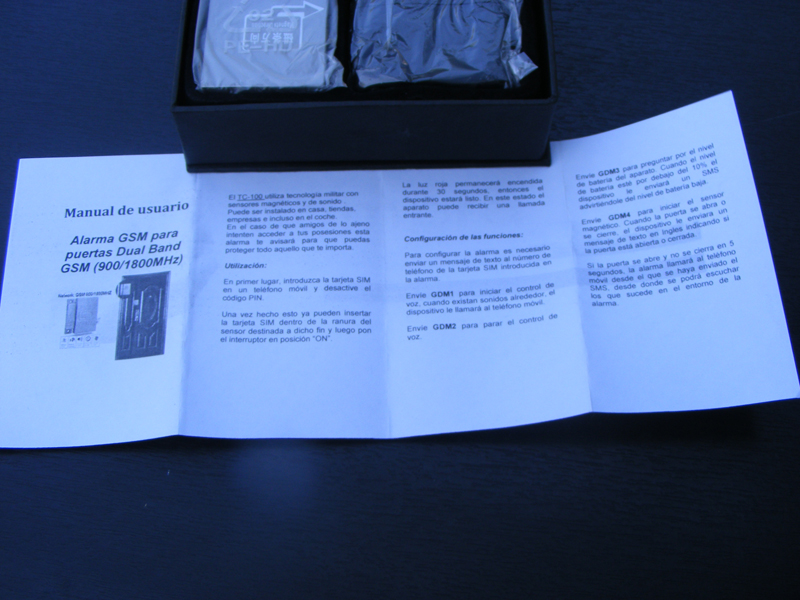 Manual de usuario
Alarma GSM para
puertas Dual Band
GSM (900/1800MHz)
El TC-100 utiliza tecnología militar con
sensores magnéticos y de sonido
Puede ser instalado en casa, tiendas,
empresas e incluso en el coche.
En el caso de que amigos de lo ajeno
intenten acceder a tus posesiones esta
alarma te avisará para que puedas
proteger todo aquello que te importa.
Utilización:
En primer lugar, introduzca la tarjeta SIM
en un teléfono móvil y desactive el
código PIN.
Una vez hecho esto ya pueden insertar
la tarjeta SIM dentro de la ranura del
sensor destinada a dicho fin y luego pon
el interruptor en posición "ON".
La luz roja permanecerá encendida
durante 30 segundos, entonces el
dispositivo estará listo. En este estado el
aparato puede recibir una llamada
entrante.
Configuración de las funciones:
Para configurar la alarma es necesario
enviar un mensaje de texto al número de
teléfono de la tarjeta SIM introducida en
la alarma.
Envíe GDM1 para iniciar el control de
voz, cuando existan sonidos alrededor, el
dispositivo le llamará al teléfono móvil.
Envíe GDM2 para parar el control de
voz.
Envíe GDM3 para preguntar por el nivel
de batería del aparato. Cuando el nivel
de batería esté por debajo del 10% el
dispositivo le enviará un SMS
advirtiéndole del nivel de batería baja.
Envíe GDM4 para iniciar el sensor
magnético. Cuando la puerta se abra o
se cierre, el dispositivo le enviará un
mensaje de texto en ingles indicando si
la puerta está abierta o cerrada.
Si la puerta se abre y no se cierra en 5
segundos, la alarma llamará al teléfono
móvil desde el que se haya enviado el
SMS, desde donde se podrá escuchar
los que sucede en el entorno de la
alarma.